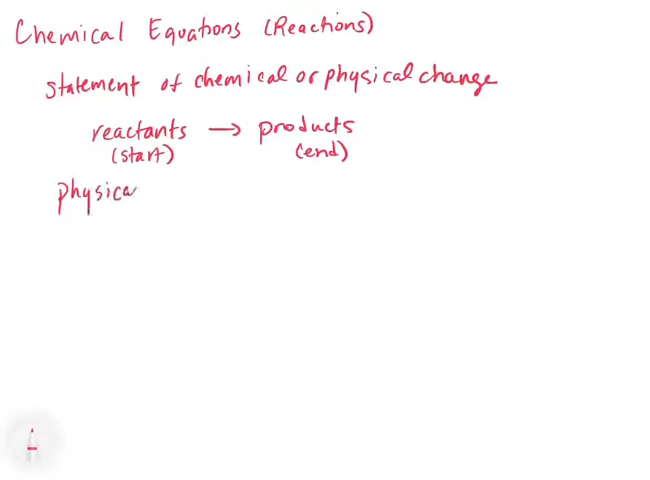 Chemical Equations (Reactions)
statement of chemical or physical change
reactants → products
(start) (end)
physica